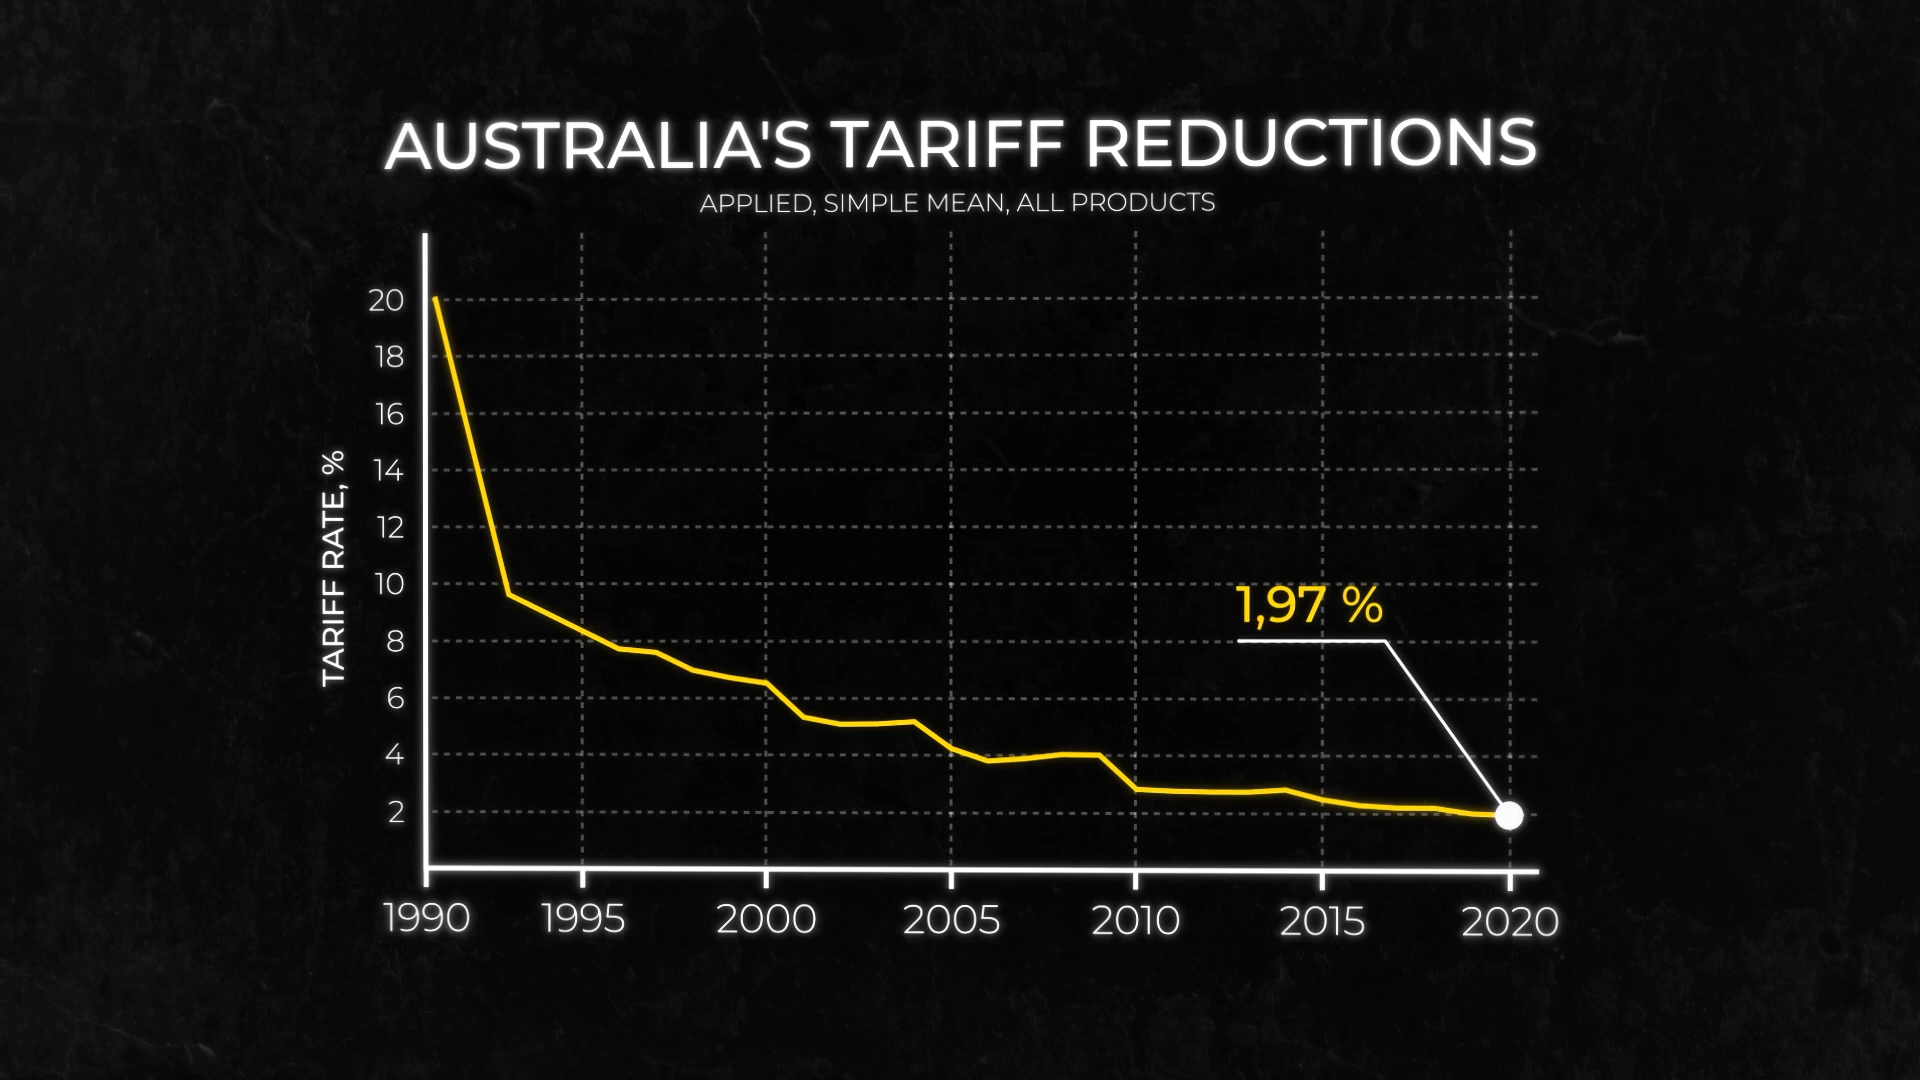 AUSTRALIA'S TARIFF REDUCTIONS
APPLIED, SIMPLE MEAN, ALL PRODUCTS
TARIFF RATE, %
20
18
16
14
12
10
8
6
4
2
1,97 %
1990 1995 2000 2005 2010 2015 2020